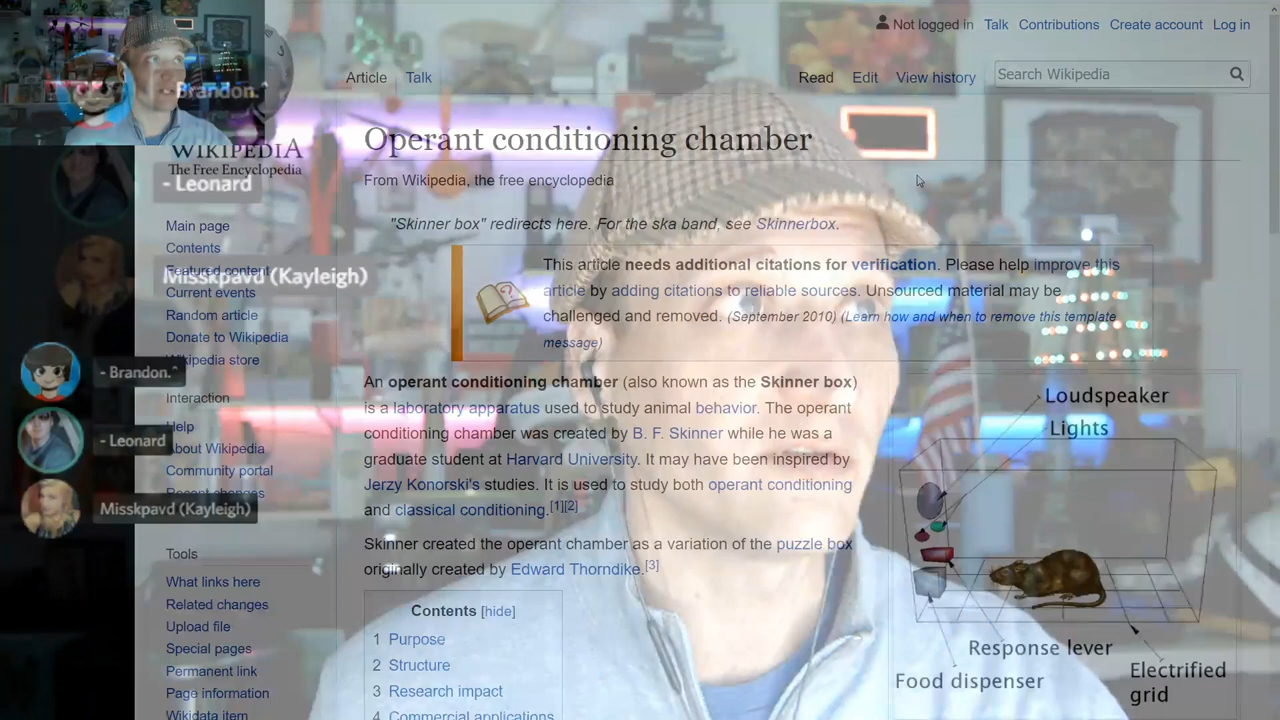 Not logged in Talk Contributions Create account Log in
Article Talk Read Edit View history Search Wikipedia
Brandon.^
WIKIPEDIA
The Free Encyclopedia
- Leonard
Main page
Contents
Featured content
Misskpavd (Kayleigh)
Current events
Random article
Donate to Wikipedia
Wikipedia store
- Brandon.^
Interaction
Help
- Leonard
About Wikipedia
Community portal
Recent changes
Misskpavd (Kayleigh)
Tools
What links here
Related changes
Upload file
Special pages
Permanent link
Page information
Wikidata item
Operant conditioning chamber
From Wikipedia, the free encyclopedia
"Skinner box" redirects here. For the ska band, see Skinnerbox.
This article needs additional citations for verification. Please help improve this
article by adding citations to reliable sources. Unsourced material may be
challenged and removed. (September 2010) (Learn how and when to remove this template
message)
An operant conditioning chamber (also known as the Skinner box)
is a laboratory apparatus used to study animal behavior. The operant
conditioning chamber was created by B. F. Skinner while he was a
graduate student at Harvard University. It may have been inspired by
Jerzy Konorski's studies. It is used to study both operant conditioning
and classical conditioning.[1][2]
Skinner created the operant chamber as a variation of the puzzle box
originally created by Edward Thorndike.[3]
Contents [hide]
1 Purpose
2 Structure
3 Research impact
4 Commercial applications
Loudspeaker
Lights
Response lever
Food dispenser
Electrified
grid